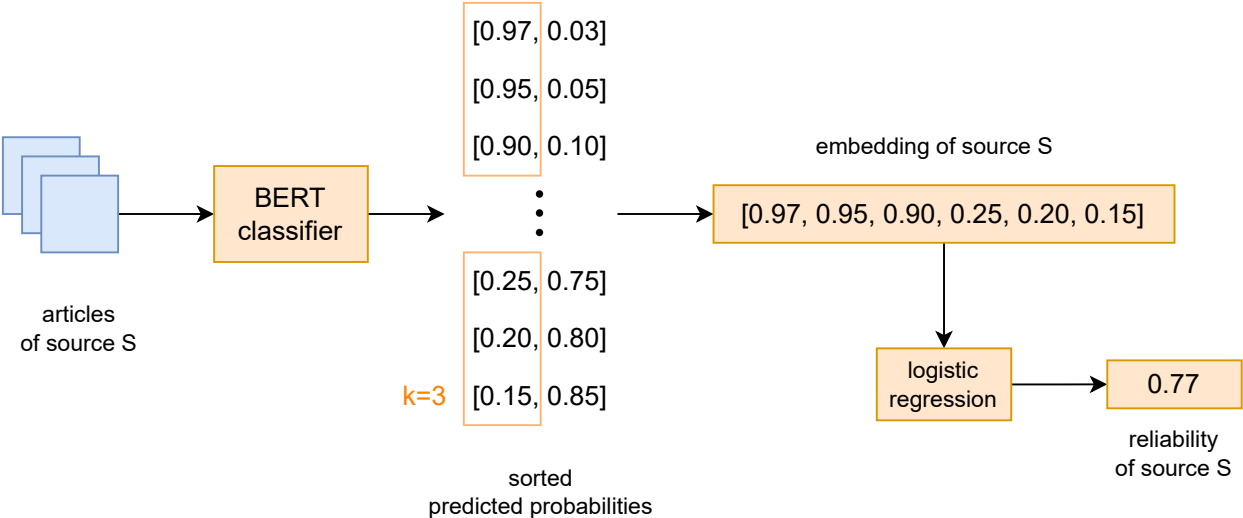 articles
of source S
BERT
classifier
[0.97, 0.03]
[0.95, 0.05]
[0.90, 0.10]
[0.25, 0.75]
[0.20, 0.80]
k=3
[0.15, 0.85]
sorted
predicted probabilities
embedding of source S
[0.97, 0.95, 0.90, 0.25, 0.20, 0.15]
logistic
regression
0.77
reliability
of source S